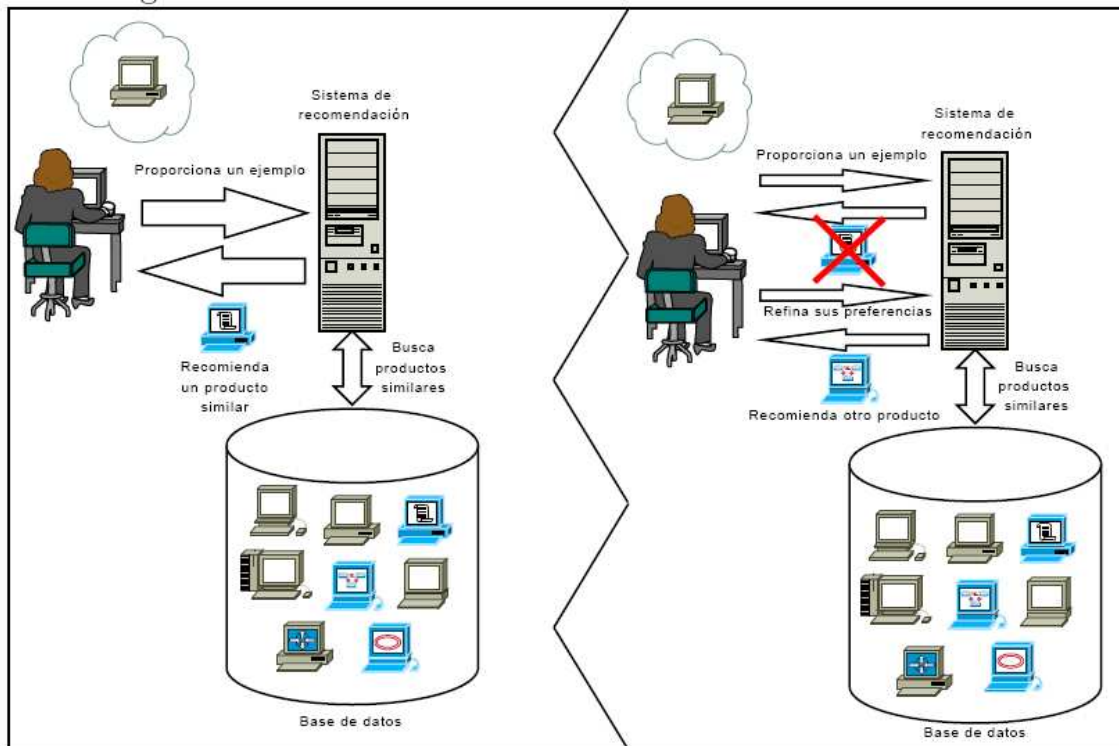 Sistema de
recomendación
Proporciona un ejemplo
Recomienda
un producto
similar
Busca
productos
similares
Base de datos
Sistema de
recomendación
Proporciona un ejemplo
Refina sus preferencias
Recomienda otro producto
Busca
productos
similares
Base de datos